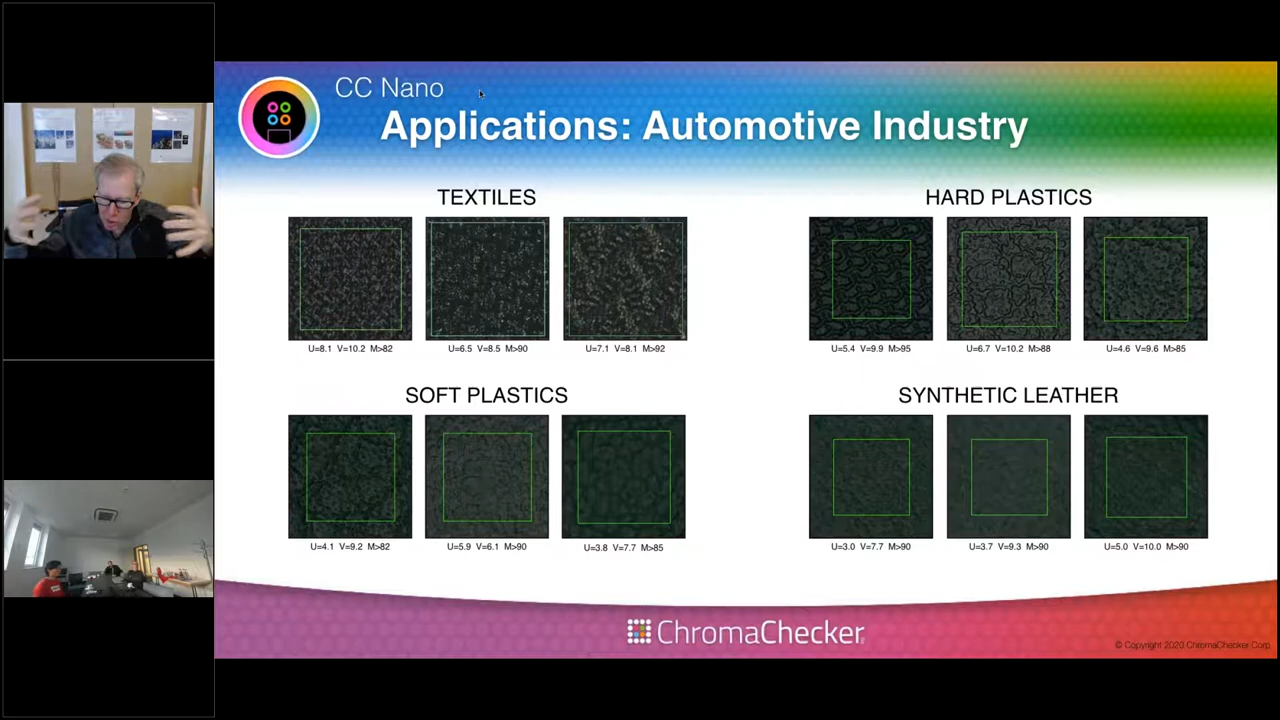 CC Nano
Applications: Automotive Industry
TEXTILES
U=8.1 V=10.2 M>82
U=6.5 V=8.5 M>90
U=7.1 V=8.1 M>92
HARD PLASTICS
U=5.4 V=9.9 M>95
U=6.7 V=10.2 M>88
U=4.6 V=9.6 M>85
SOFT PLASTICS
U=4.1 V=9.2 M>82
U=5.9 V=6.1 M>90
U=3.8 V=7.7 M>85
SYNTHETIC LEATHER
U=3.0 V=7.7 M>90
U=3.7 V=9.3 M>90
U=5.0 V=10.0 M>90
ChromaChecker
© Copyright 2020 ChromaChecker Corp